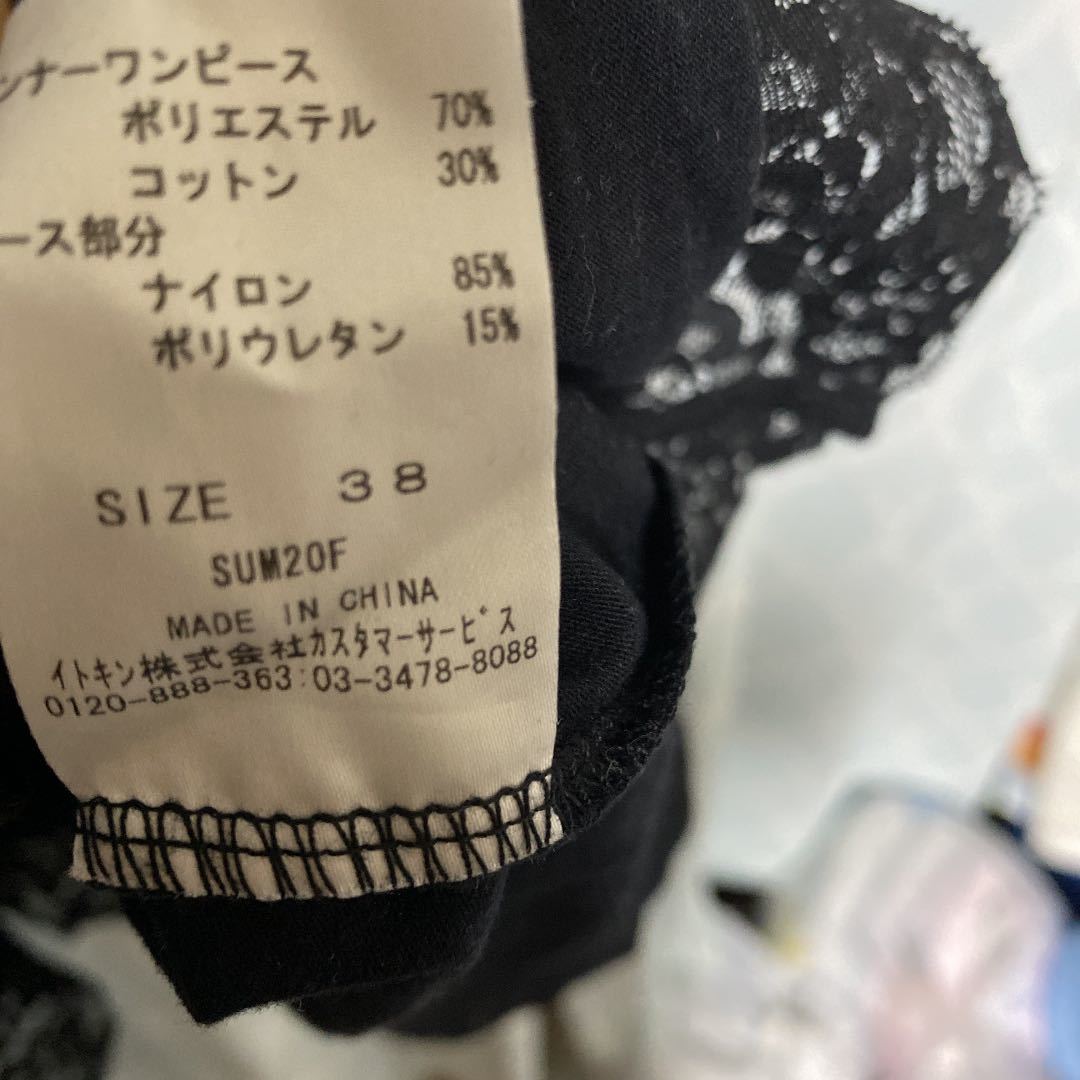 ンナーワンピース
ポリエステル 70%
コットン 30%
ース部分
ナイロン 85%
ポリウレタン 15%
SIZE 38
SUM20F
MADE IN CHINA
イトキン株式会社カスタマーサービス
0120-888-363:03-3478-8088